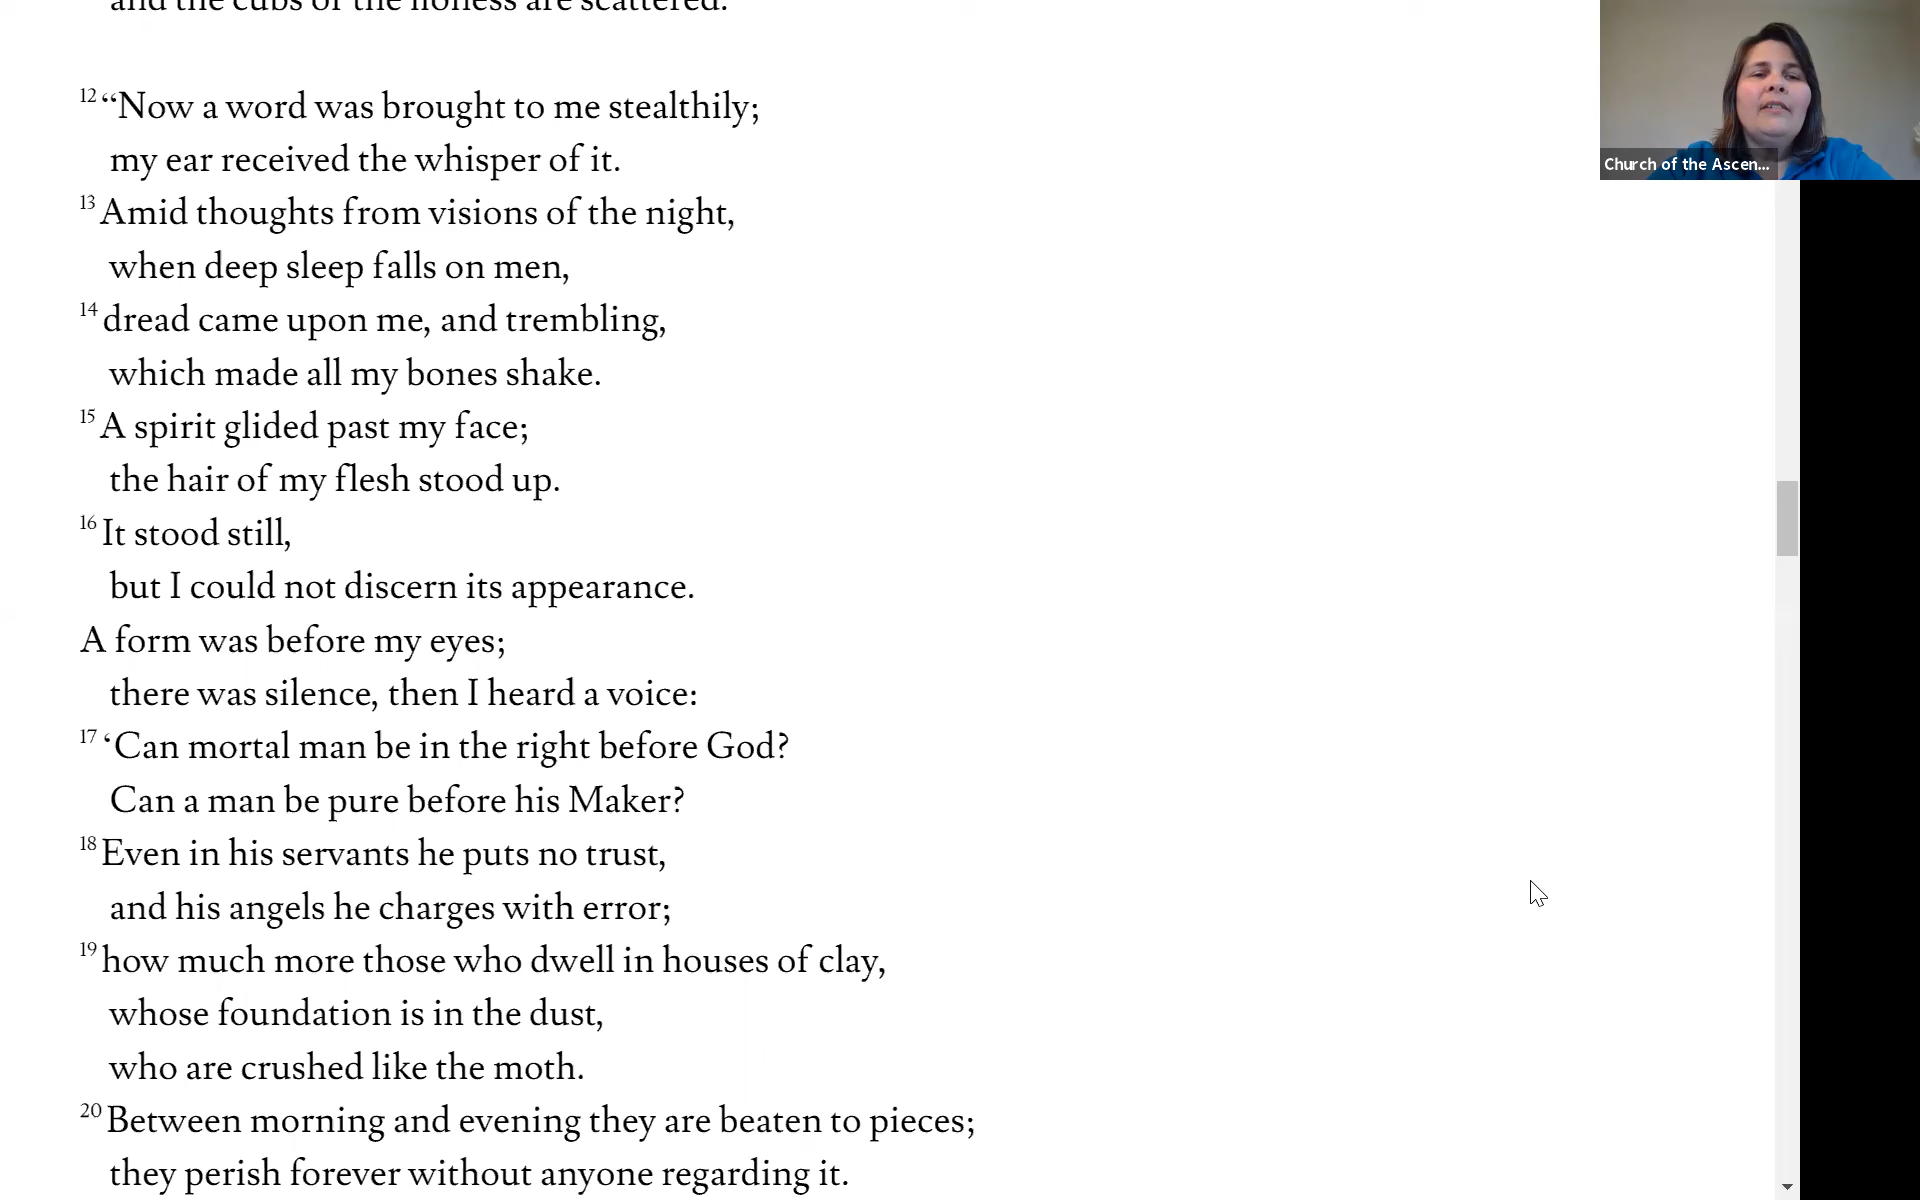 and the cubs of the lioness are scattered.
12 “Now a word was brought to me stealthily;
my ear received the whisper of it.
13 Amid thoughts from visions of the night,
when deep sleep falls on men,
14 dread came upon me, and trembling,
which made all my bones shake.
15 A spirit glided past my face;
the hair of my flesh stood up.
16 It stood still,
but I could not discern its appearance.
A form was before my eyes;
there was silence, then I heard a voice:
17 ‘Can mortal man be in the right before God?
Can a man be pure before his Maker?
18 Even in his servants he puts no trust,
and his angels he charges with error;
19 how much more those who dwell in houses of clay,
whose foundation is in the dust,
who are crushed like the moth.
20 Between morning and evening they are beaten to pieces;
they perish forever without anyone regarding it.
Church of the Ascen...